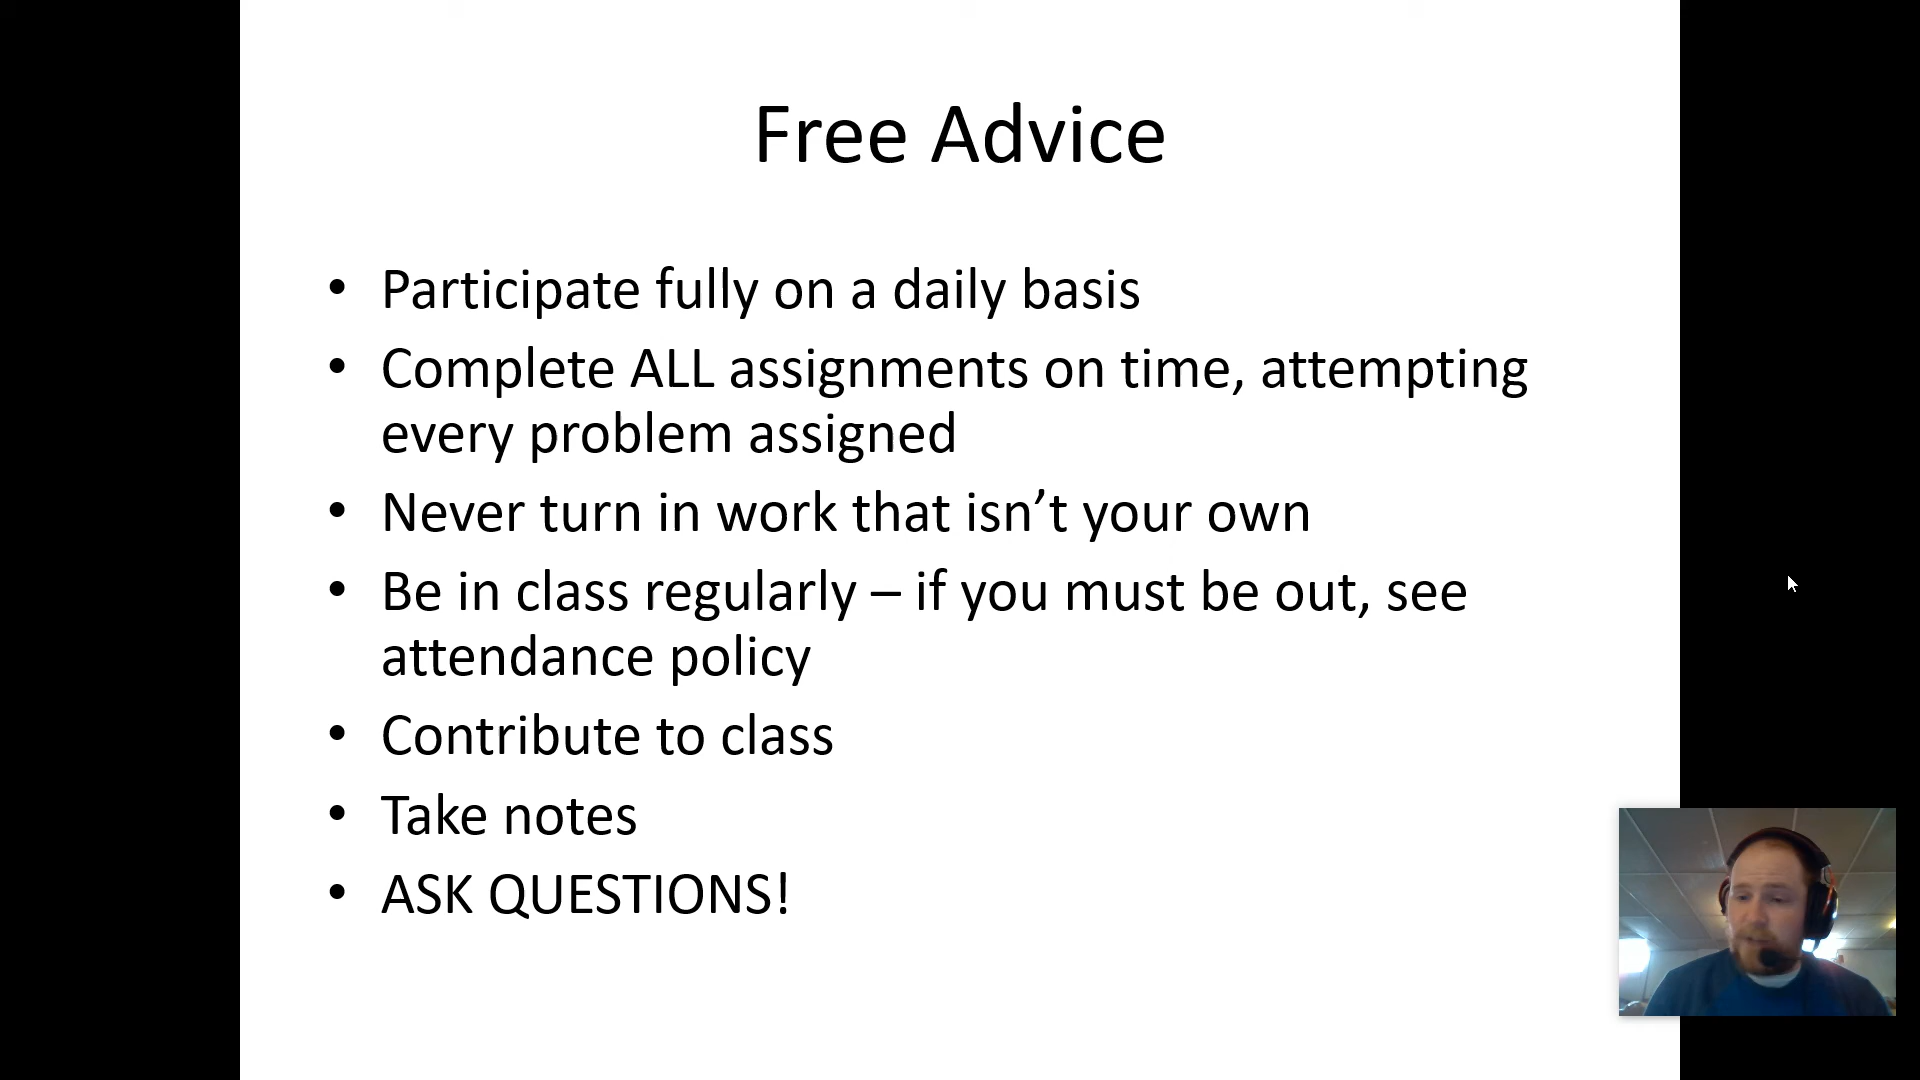 Free Advice
• Participate fully on a daily basis
• Complete ALL assignments on time, attempting
every problem assigned
• Never turn in work that isn’t your own
• Be in class regularly – if you must be out, see
attendance policy
• Contribute to class
• Take notes
• ASK QUESTIONS!